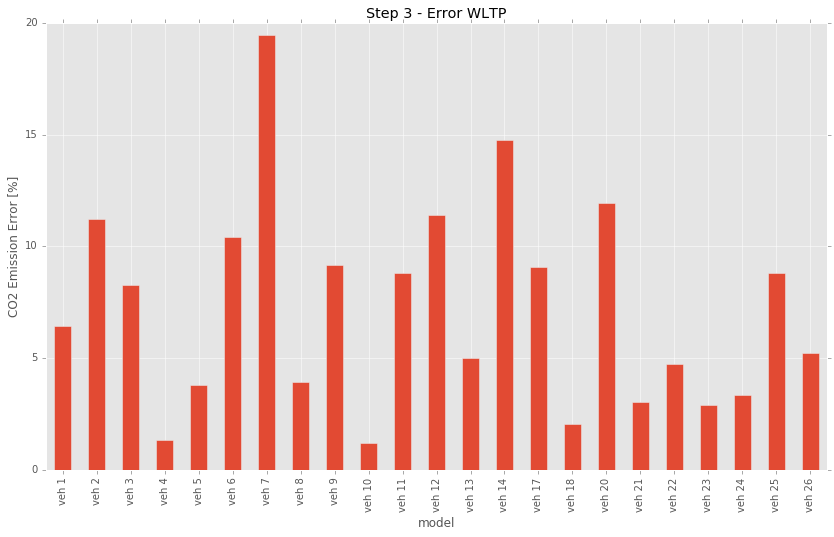 Step 3 - Error WLTP
20
15
10
5
0
CO2 Emission Error [%]
veh 1
veh 2
veh 3
veh 4
veh 5
veh 6
veh 7
veh 8
veh 9
veh 10
veh 11
veh 12
veh 13
veh 14
veh 17
veh 18
veh 20
veh 21
veh 22
veh 23
veh 24
veh 25
veh 26
model